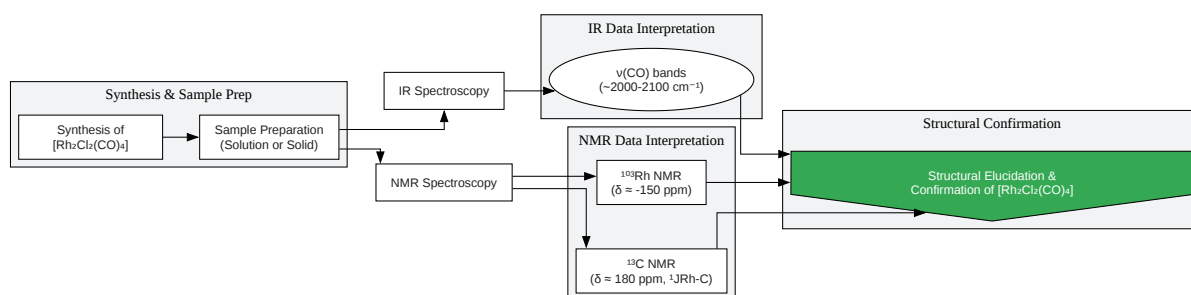 Synthesis & Sample Prep
Synthesis of
[Rh₂Cl₂(CO)₄]
Sample Preparation
(Solution or Solid)
IR Spectroscopy
NMR Spectroscopy
IR Data Interpretation
ν(CO) bands
(~2000-2100 cm⁻¹)
NMR Data Interpretation
¹⁰³Rh NMR
(δ ≈ -150 ppm)
¹³C NMR
(δ ≈ 180 ppm, ¹JRh-C)
Structural Confirmation
Structural Elucidation &
Confirmation of [Rh₂Cl₂(CO)₄]